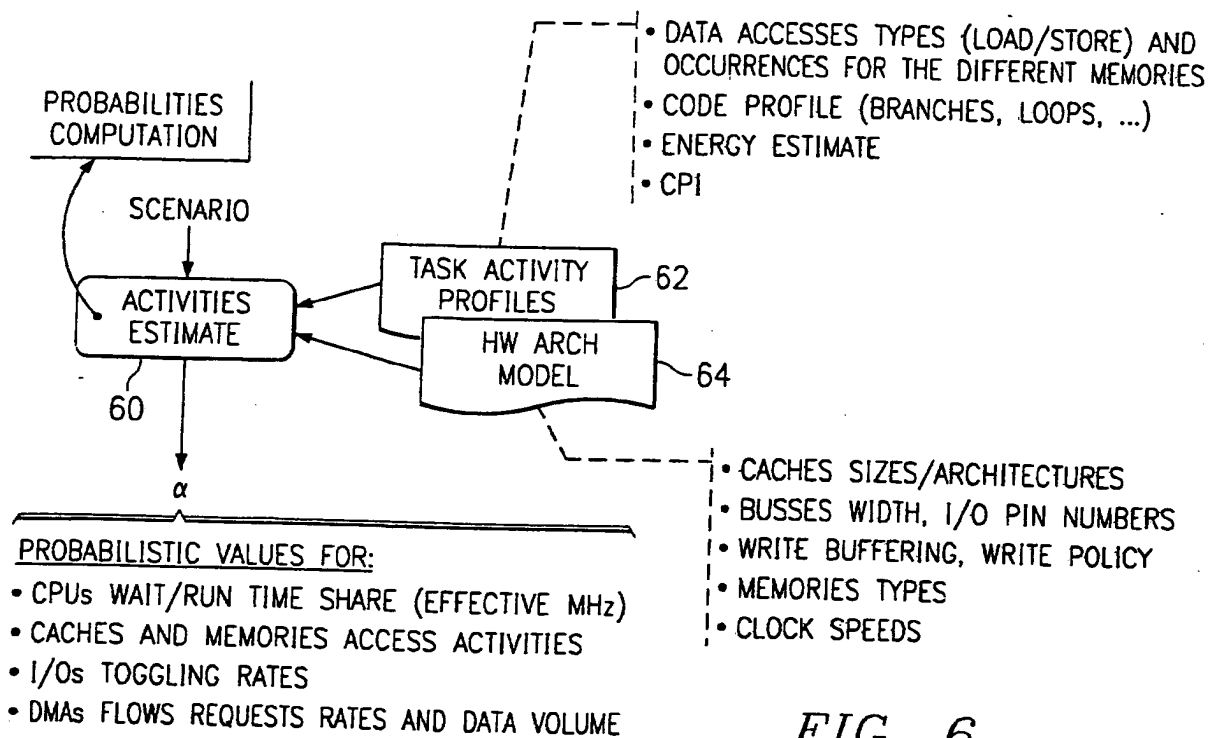 • DATA ACCESSES TYPES (LOAD/STORE) AND
OCCURRENCES FOR THE DIFFERENT MEMORIES
• CODE PROFILE (BRANCHES, LOOPS, ...)
• ENERGY ESTIMATE
• CPI
PROBABILITIES
COMPUTATION
SCENARIO
ACTIVITIES
ESTIMATE
60
TASK ACTIVITY
PROFILES
62
HW ARCH
MODEL
64
• CACHES SIZES/ARCHITECTURES
• BUSSES WIDTH, I/O PIN NUMBERS
• WRITE BUFFERING, WRITE POLICY
• MEMORIES TYPES
• CLOCK SPEEDS
α
PROBABILISTIC VALUES FOR:
• CPUs WAIT/RUN TIME SHARE (EFFECTIVE MHz)
• CACHES AND MEMORIES ACCESS ACTIVITIES
• I/Os TOGGLING RATES
• DMAs FLOWS REQUESTS RATES AND DATA VOLUME
FIG. 6